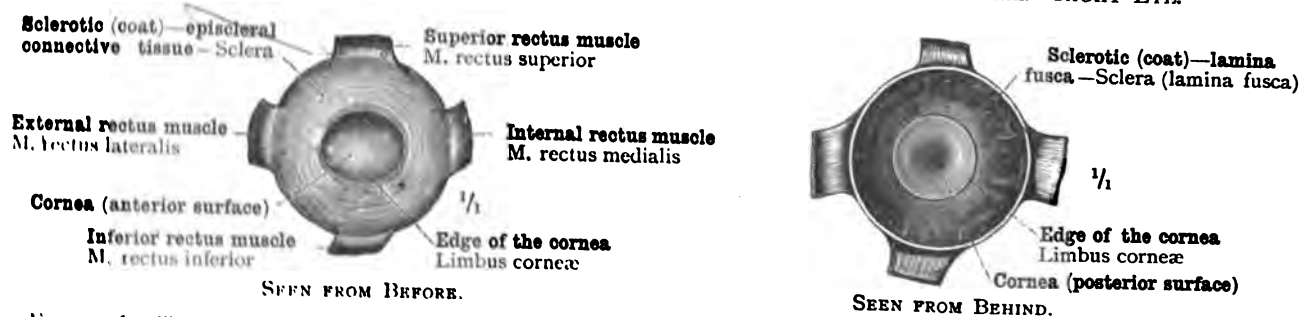 Sclerotic (coat)—episcleral
connective tissue—Sclera
Superior rectus muscle
M. rectus superior
External rectus muscle
M. rectus lateralis
Internal rectus muscle
M. rectus medialis
Cornea (anterior surface)
1/1
Inferior rectus muscle
M. rectus inferior
Edge of the cornea
Limbus corneæ
SEEN FROM BEFORE.
Sclerotic (coat)—lamina
fusca—Sclera (lamina fusca)
1/1
Edge of the cornea
Limbus corneæ
Cornea (posterior surface)
SEEN FROM BEHIND.